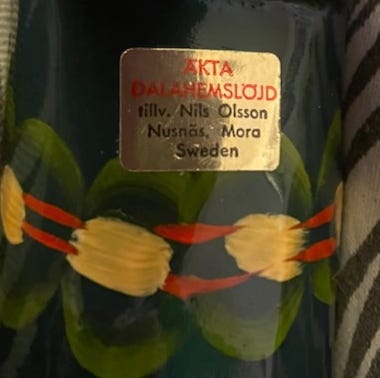 ÄKTA
DALAHEMSLÖJD
tillv. Nils Olsson
Nusnäs, Mora
Sweden